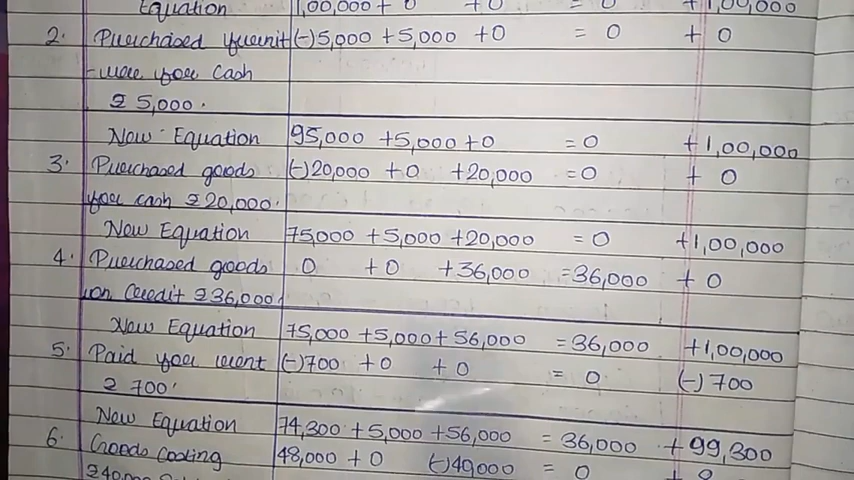 Equation 1,00,000 + 0 + 0 = 0 + 1,00,000
2. Purchased furnit (-)5,000 + 5,000 + 0 = 0 + 0
-ure for cash
₹ 5,000.
New Equation 95,000 + 5,000 + 0 = 0 + 1,00,000
3. Purchased goods (-)20,000 + 0 + 20,000 = 0 + 0
for cash ₹ 20,000.
New Equation 75,000 + 5,000 + 20,000 = 0 + 1,00,000
4. Purchased goods 0 + 0 + 36,000 = 36,000 + 0
on Credit ₹ 36,000.
New Equation 75,000 + 5,000 + 56,000 = 36,000 + 1,00,000
5. Paid for rent (-)700 + 0 + 0 = 0 (-)700
₹ 700.
New Equation 74,300 + 5,000 + 56,000 = 36,000 + 99,300
6. Goods Costing 48,000 + 0 (-)40,000 = 0 +
₹40,000